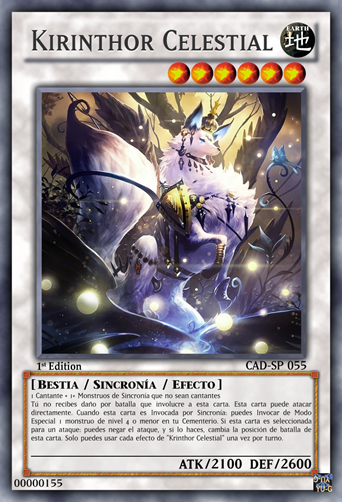 KIRINTHOR CELESTIAL
EARTH
地
1st Edition
CAD-SP 055
[ BESTIA / SINCRONÍA / EFECTO ]
1 Cantante + 1+ Monstruos de Sincronía que no sean cantantes
Tú no recibes daño por batalla que involucre a esta carta. Esta carta puede atacar
directamente. Cuando esta carta es Invocada por Sincronía: puedes Invocar de Modo
Especial 1 monstruo de nivel 4 o menor en tu Cementerio. Si esta carta es seleccionada
para un ataque: puedes negar el ataque, y si lo haces, cambia la posición de batalla de
esta carta. Solo puedes usar cada efecto de "Krinthor Celestial" una vez por turno.
ATK/2100 DEF/2600
00000155